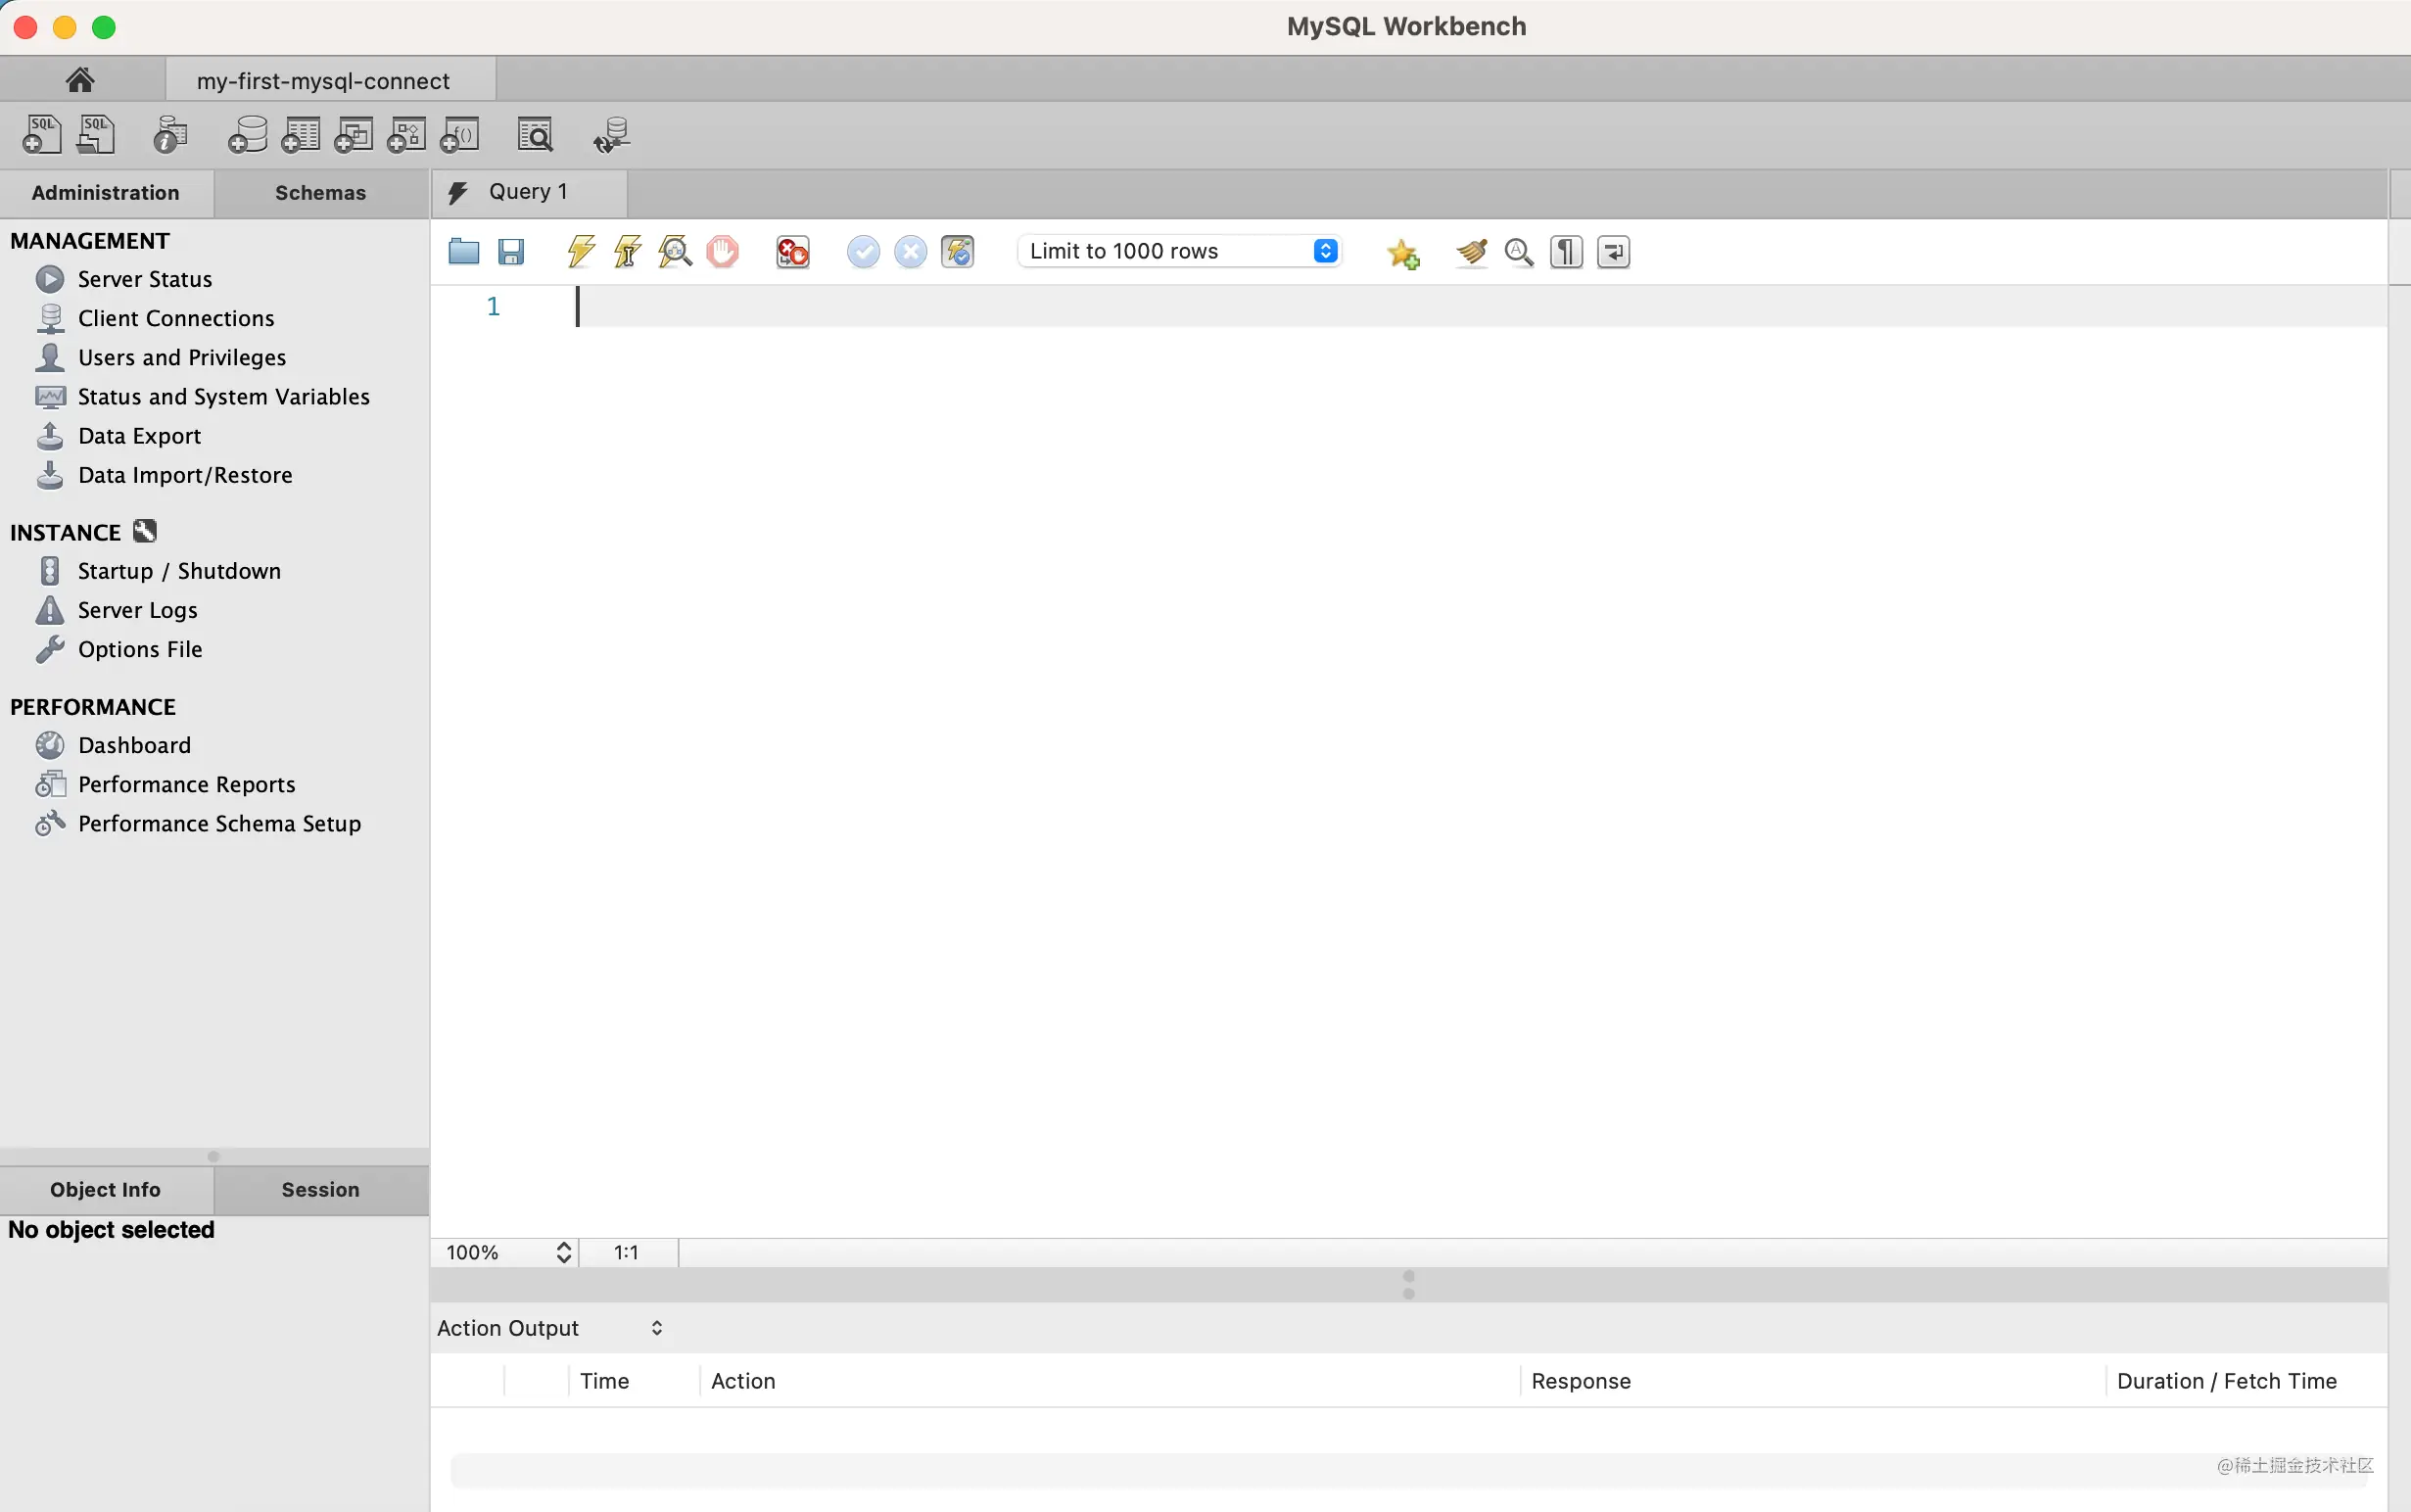 MySQL Workbench
my-first-mysql-connect
SQL SQL f()
Administration Schemas Query 1
MANAGEMENT
Server Status
Client Connections
Users and Privileges
Status and System Variables
Data Export
Data Import/Restore
INSTANCE
Startup / Shutdown
Server Logs
Options File
PERFORMANCE
Dashboard
Performance Reports
Performance Schema Setup
Limit to 1000 rows
1
Object Info Session
No object selected
100% 1:1
Action Output
Time Action Response Duration / Fetch Time
@稀土掘金技术社区